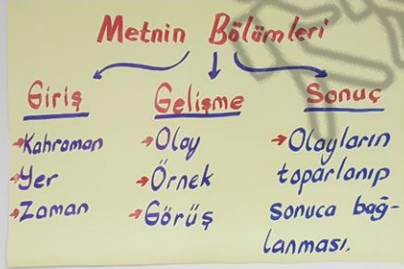 Metnin Bölümleri
Giriş
→Kahraman
→Yer
→Zaman
Gelişme
→Olay
→Örnek
→Görüş
Sonuç
→Olayların
toparlanıp
sonuca bağ-
lanması.